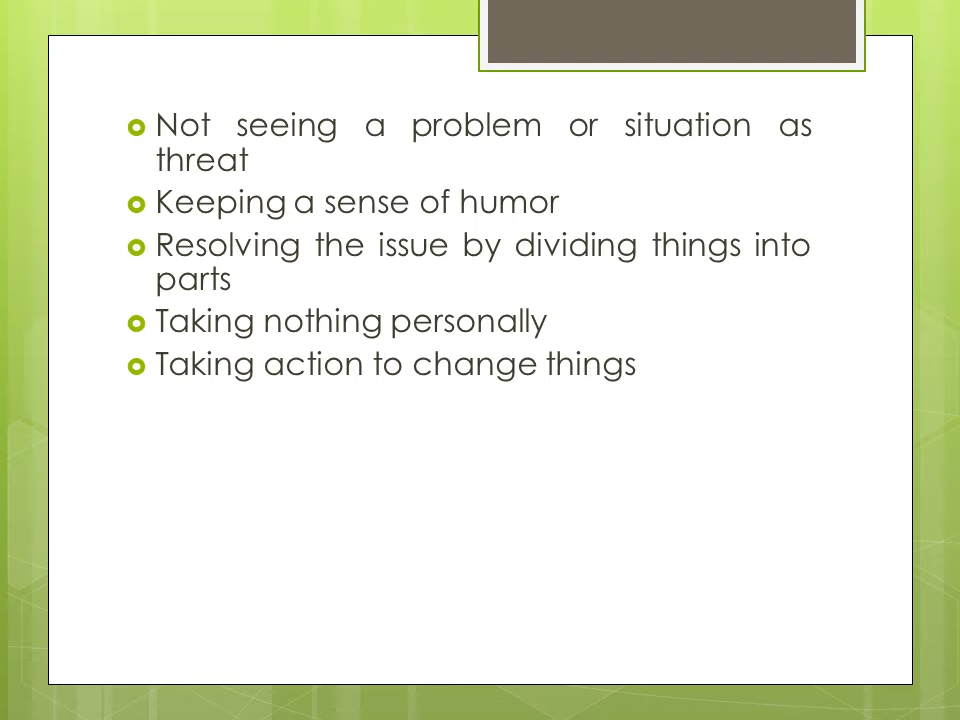 Not seeing a problem or situation as
threat
Keeping a sense of humor
Resolving the issue by dividing things into
parts
Taking nothing personally
Taking action to change things